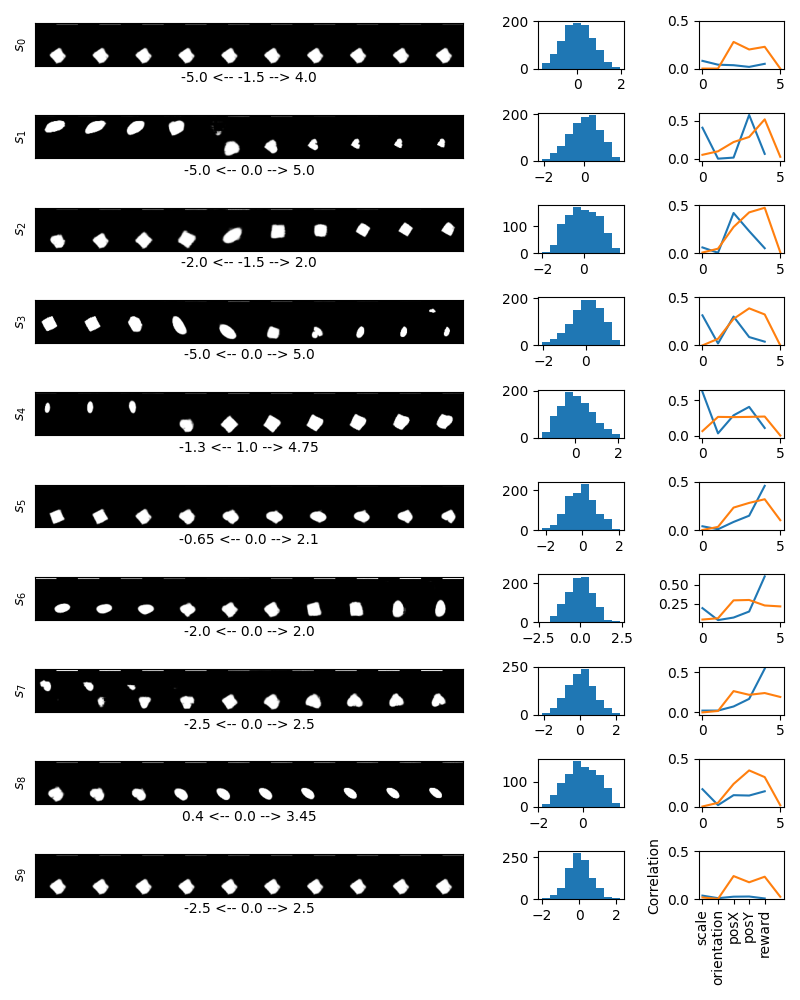 s0
-5.0 <-- -1.5 --> 4.0
200
0
0 2
0.5
0.0
0 5
s1
-5.0 <-- 0.0 --> 5.0
200
0
−2 0
0.5
0.0
0 5
s2
-2.0 <-- -1.5 --> 2.0
100
0
−2 0
0.5
0.0
0 5
s3
-5.0 <-- 0.0 --> 5.0
200
0
−2 0
0.5
0.0
0 5
s4
-1.3 <-- 1.0 --> 4.75
200
0
0 2
0.5
0.0
0 5
s5
-0.65 <-- 0.0 --> 2.1
200
0
−2 0 2
0.5
0.0
0 5
s6
-2.0 <-- 0.0 --> 2.0
200
0
−2.5 0.0 2.5
0.50
0.25
0 5
s7
-2.5 <-- 0.0 --> 2.5
250
0
−2 0 2
0.5
0.0
0 5
s8
0.4 <-- 0.0 --> 3.45
100
0
−2 0
0.5
0.0
0 5
s9
-2.5 <-- 0.0 --> 2.5
250
0
−2 0 2
Correlation
0.5
0.0
scale
orientation
posX
posY
reward